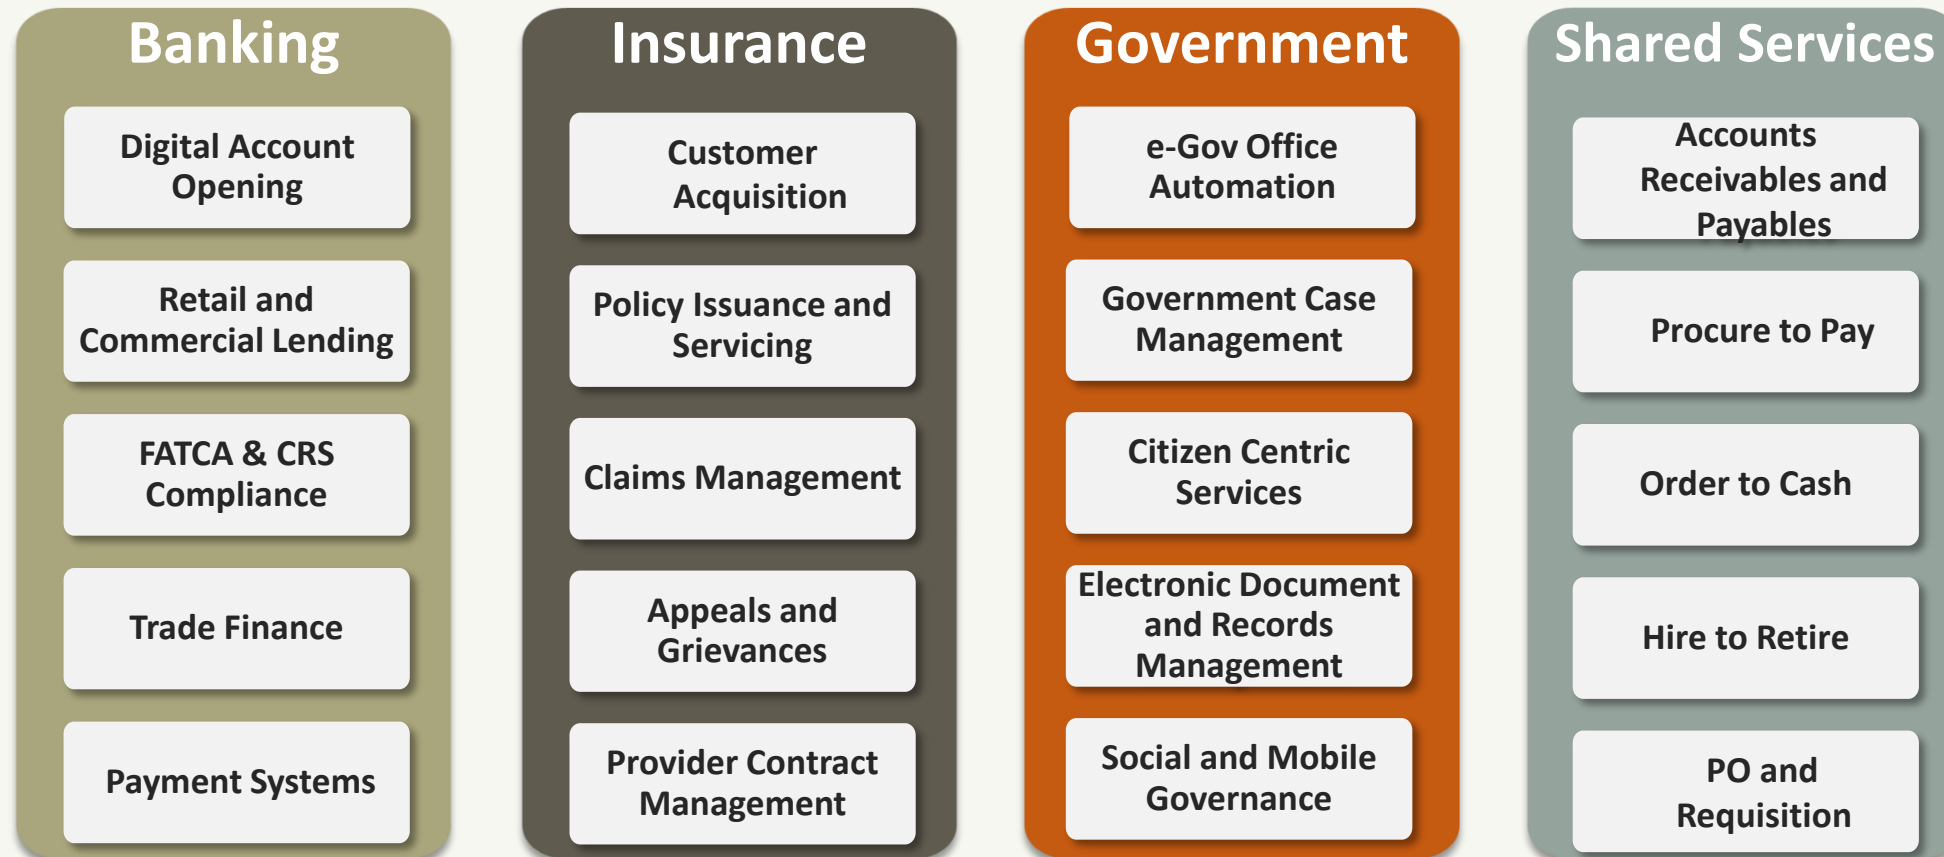 Banking
Digital Account
Opening
Retail and
Commercial Lending
FATCA & CRS
Compliance
Trade Finance
Payment Systems
Insurance
Customer
Acquisition
Policy Issuance and
Servicing
Claims Management
Appeals and
Grievances
Provider Contract
Management
Government
e-Gov Office
Automation
Government Case
Management
Citizen Centric
Services
Electronic Document
and Records
Management
Social and Mobile
Governance
Shared Services
Accounts
Receivables and
Payables
Procure to Pay
Order to Cash
Hire to Retire
PO and
Requisition